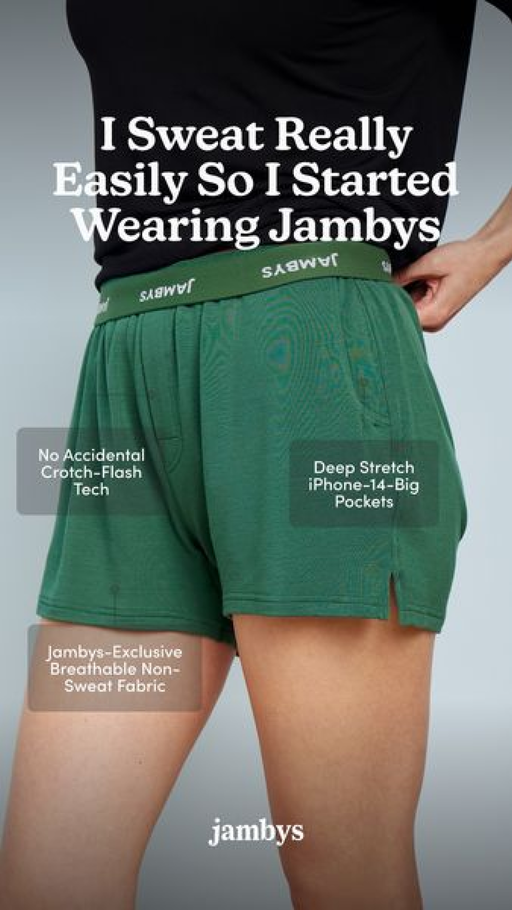 I Sweat Really
Easily So I Started
Wearing Jambys
JAMBYS
JAMBYS
No Accidental
Crotch-Flash
Tech
Deep Stretch
iPhone-14-Big
Pockets
Jambys-Exclusive
Breathable Non-
Sweat Fabric
jambys